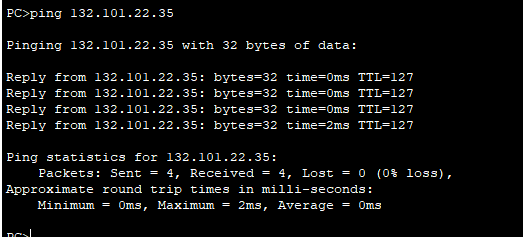 PC>ping 132.101.22.35
Pinging 132.101.22.35 with 32 bytes of data:
Reply from 132.101.22.35: bytes=32 time=0ms TTL=127
Reply from 132.101.22.35: bytes=32 time=0ms TTL=127
Reply from 132.101.22.35: bytes=32 time=0ms TTL=127
Reply from 132.101.22.35: bytes=32 time=2ms TTL=127
Ping statistics for 132.101.22.35:
Packets: Sent = 4, Received = 4, Lost = 0 (0% loss),
Approximate round trip times in milli-seconds:
Minimum = 0ms, Maximum = 2ms, Average = 0ms
PC>